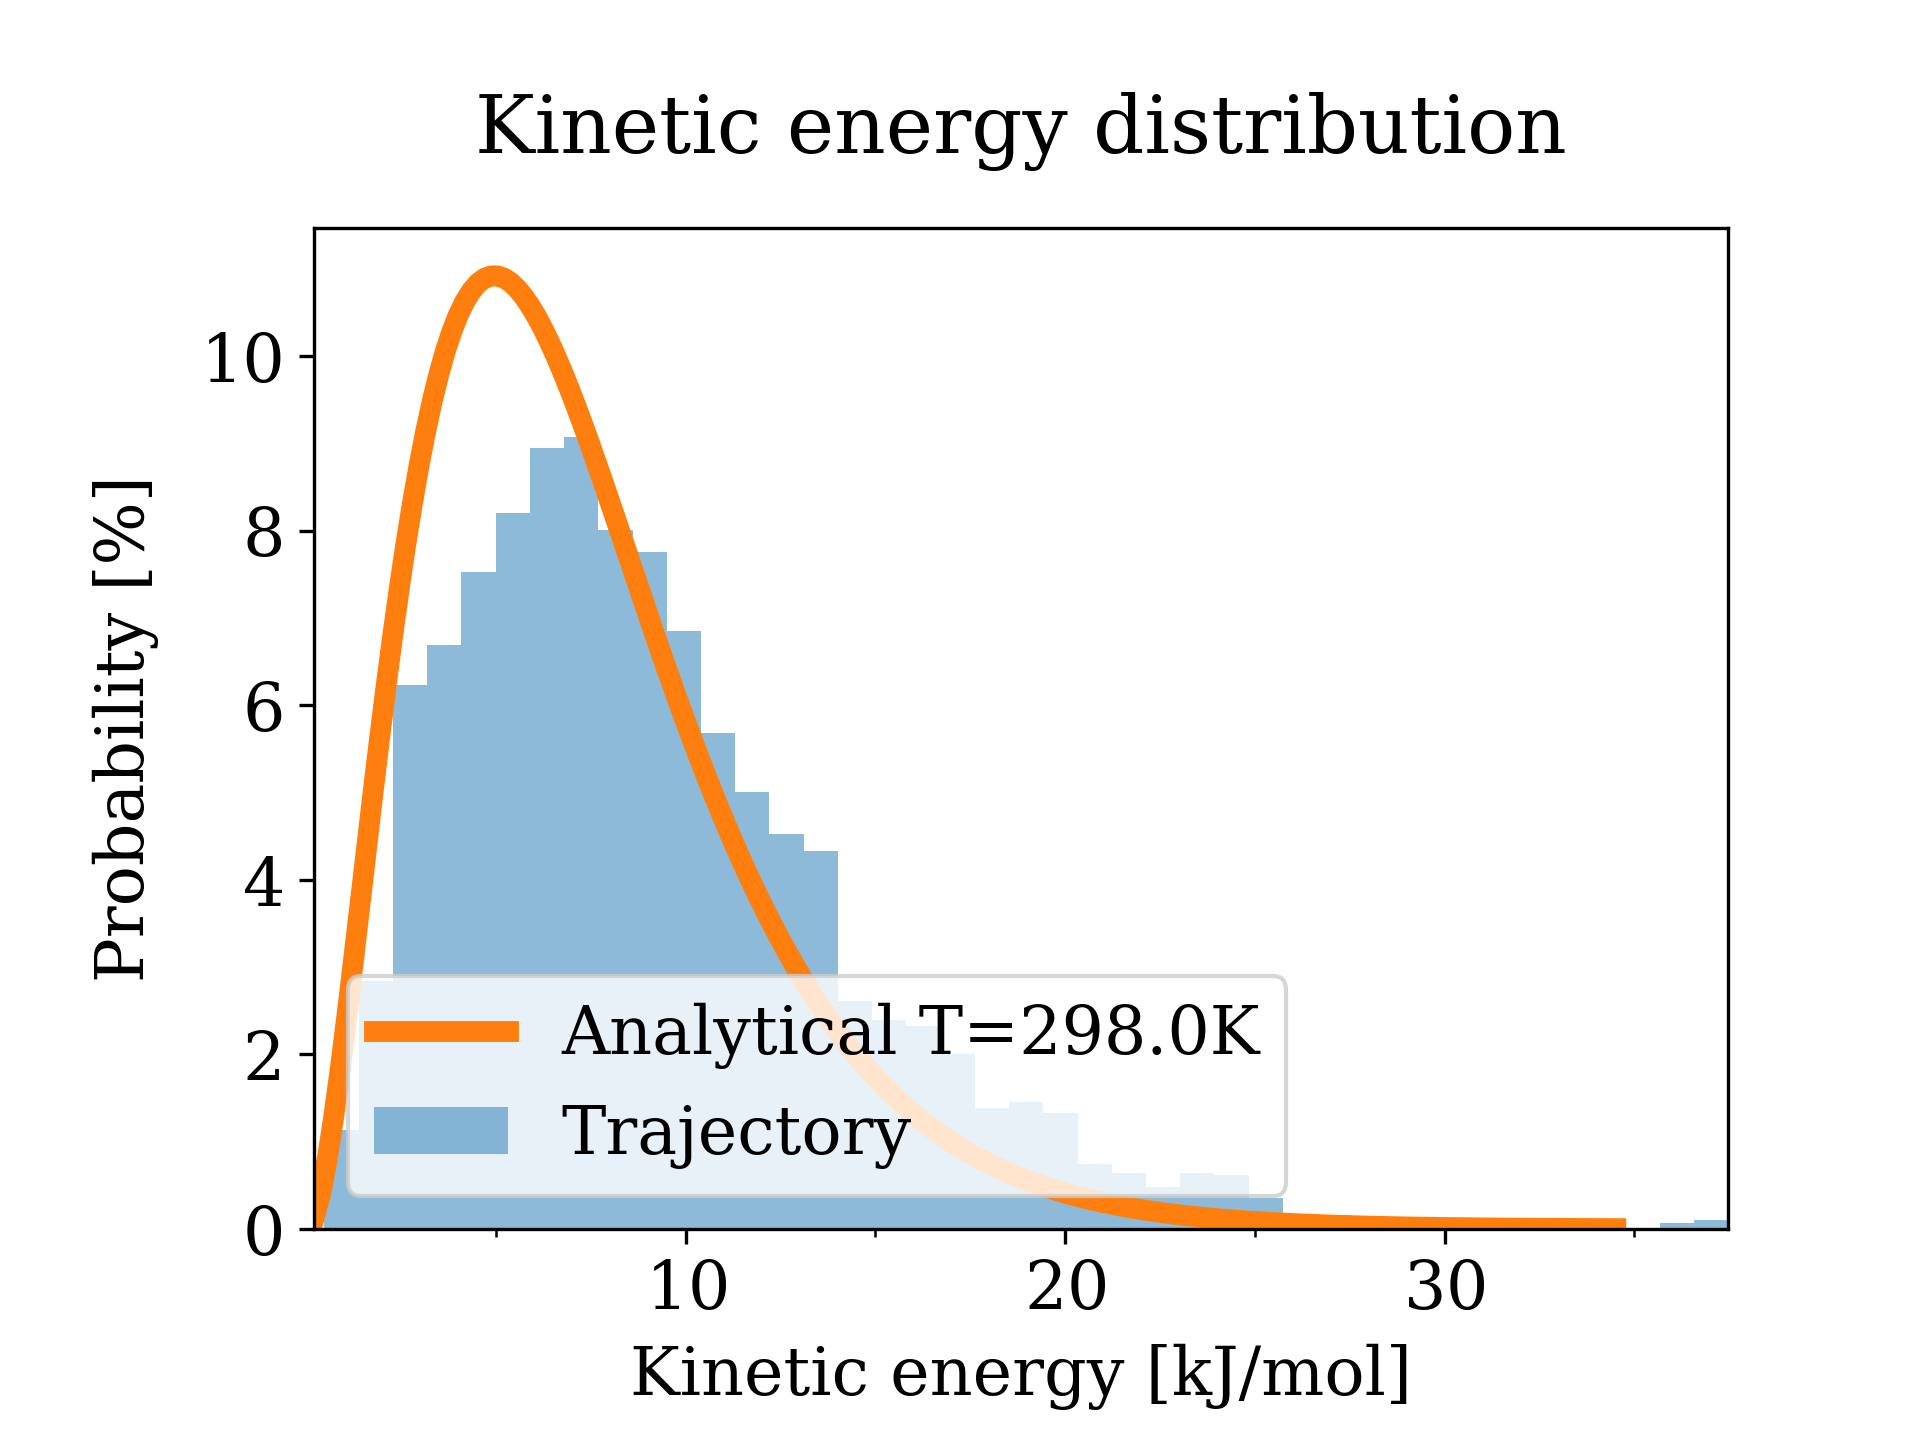 Kinetic energy distribution
Probability [%]
10
8
6
4
2
0
Analytical T=298.0K
Trajectory
10 20 30
Kinetic energy [kJ/mol]